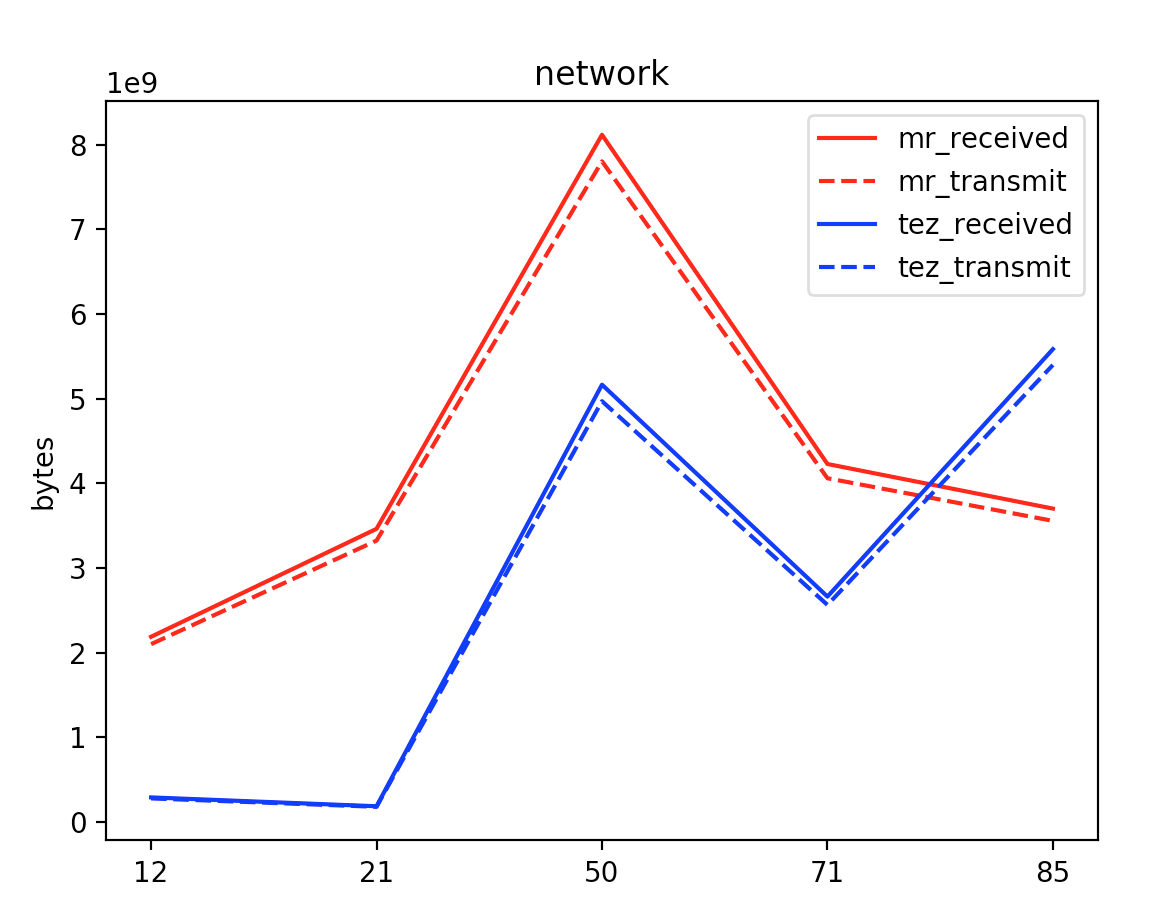 network
1e9
8
7
6
5
4
3
2
1
0
bytes
12 21 50 71 85
mr_received
mr_transmit
tez_received
tez_transmit